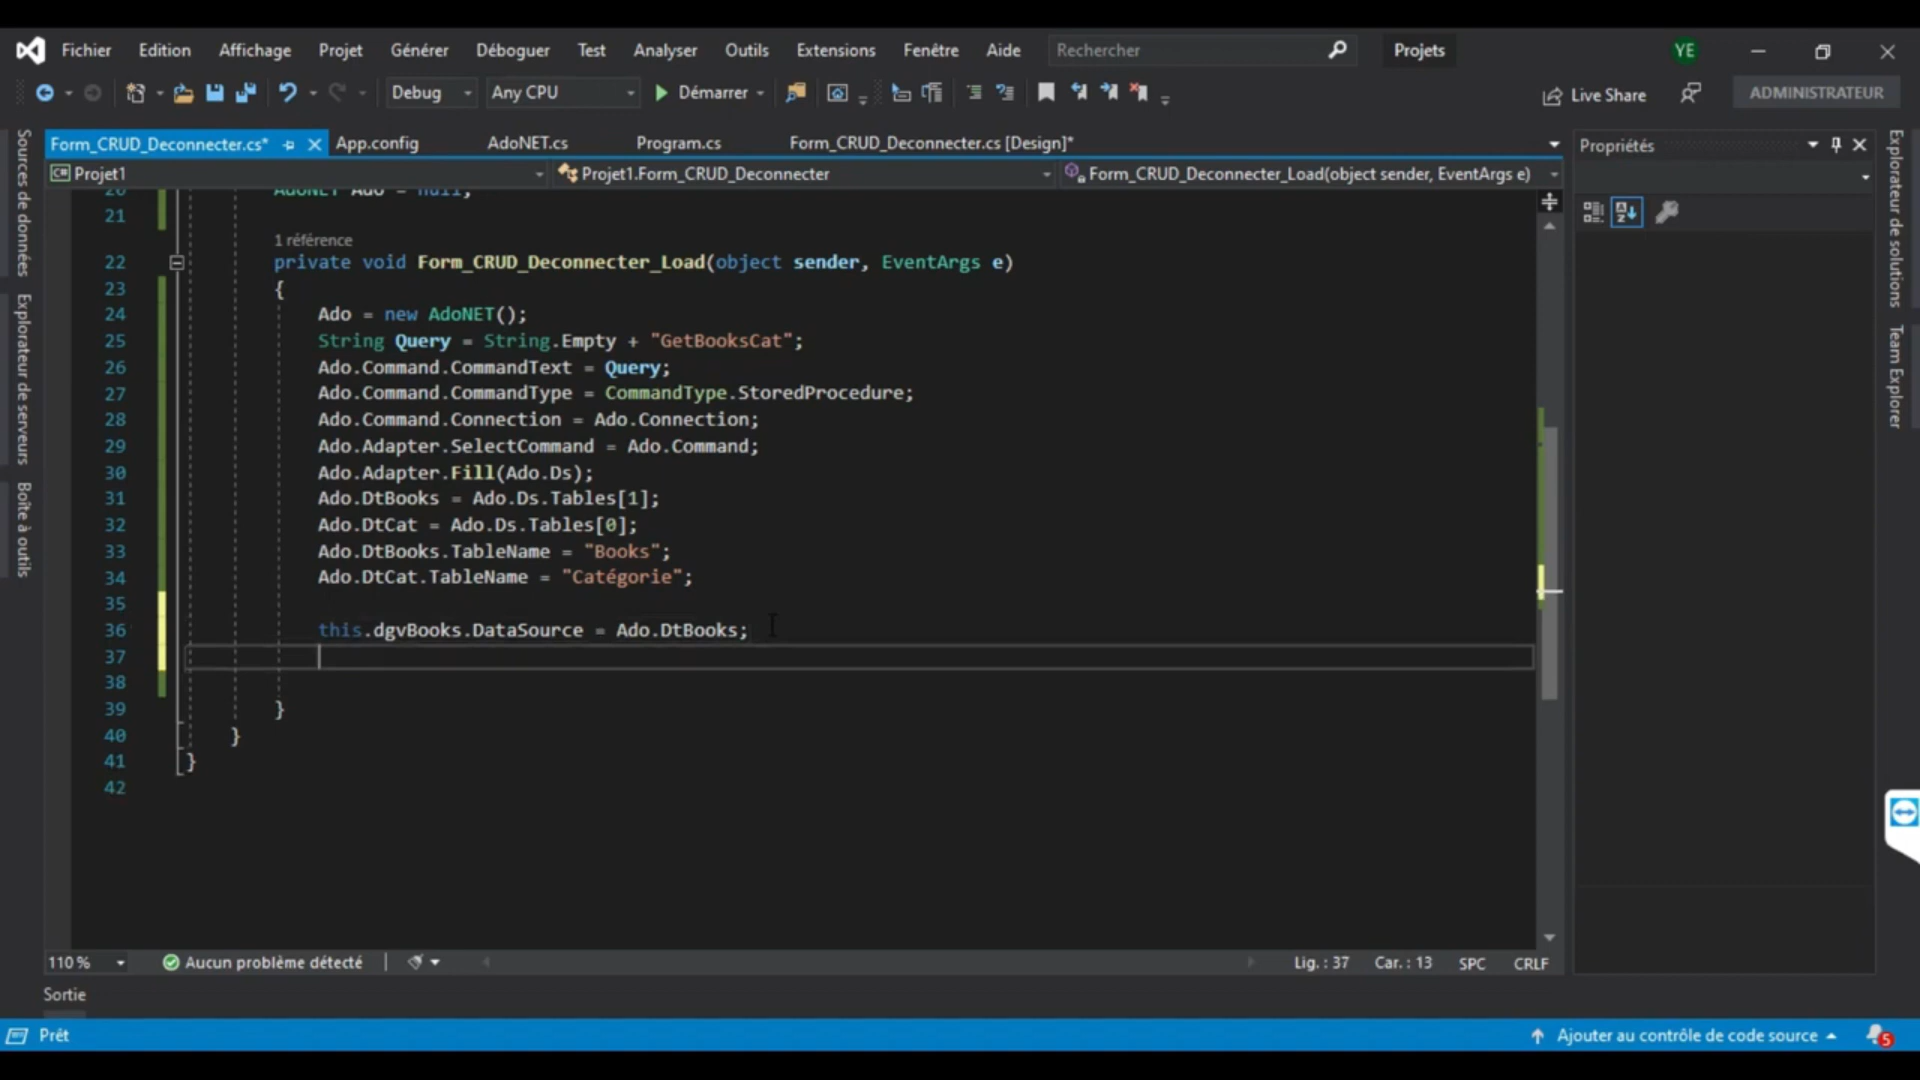 Fichier Edition Affichage Projet Générer Déboguer Test Analyser Outils Extensions Fenêtre Aide Rechercher Projets YE
Debug Any CPU Démarrer Live Share ADMINISTRATEUR
Form_CRUD_Deconnecter.cs* App.config AdoNET.cs Program.cs Form_CRUD_Deconnecter.cs [Design]*
Projet1 Projet1.Form_CRUD_Deconnecter Form_CRUD_Deconnecter_Load(object sender, EventArgs e)
Propriétés
Sources de données
Explorateur de serveurs
Boîte à outils
Explorateur de solutions
Team Explorer
20 AdoNET Ado = null;
21
1 référence
22 private void Form_CRUD_Deconnecter_Load(object sender, EventArgs e)
23 {
24 Ado = new AdoNET();
25 String Query = String.Empty + "GetBooksCat";
26 Ado.Command.CommandText = Query;
27 Ado.Command.CommandType = CommandType.StoredProcedure;
28 Ado.Command.Connection = Ado.Connection;
29 Ado.Adapter.SelectCommand = Ado.Command;
30 Ado.Adapter.Fill(Ado.Ds);
31 Ado.DtBooks = Ado.Ds.Tables[1];
32 Ado.DtCat = Ado.Ds.Tables[0];
33 Ado.DtBooks.TableName = "Books";
34 Ado.DtCat.TableName = "Catégorie";
35
36 this.dgvBooks.DataSource = Ado.DtBooks;
37
38
39 }
40 }
41 }
42
110 % Aucun problème détecté Lig. : 37 Car. : 13 SPC CRLF
Sortie
Prêt Ajouter au contrôle de code source 5